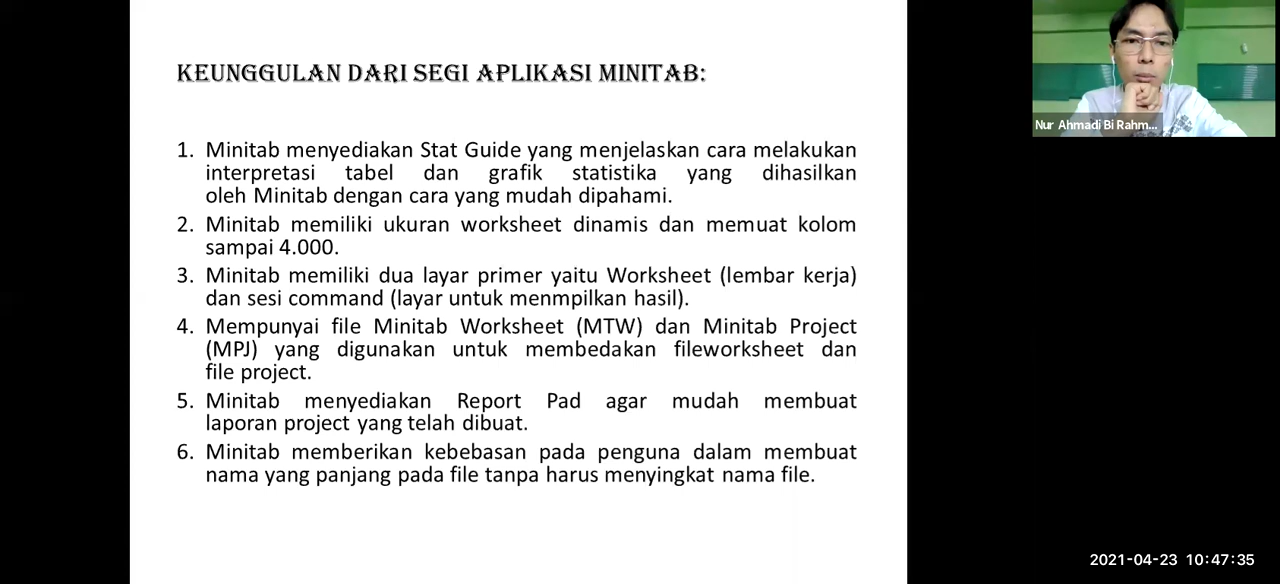 KEUNGGULAN DARI SEGI APLIKASI MINITAB:
1. Minitab menyediakan Stat Guide yang menjelaskan cara melakukan
interpretasi tabel dan grafik statistika yang dihasilkan
oleh Minitab dengan cara yang mudah dipahami.
2. Minitab memiliki ukuran worksheet dinamis dan memuat kolom
sampai 4.000.
3. Minitab memiliki dua layar primer yaitu Worksheet (lembar kerja)
dan sesi command (layar untuk menmpilkan hasil).
4. Mempunyai file Minitab Worksheet (MTW) dan Minitab Project
(MPJ) yang digunakan untuk membedakan fileworksheet dan
file project.
5. Minitab menyediakan Report Pad agar mudah membuat
laporan project yang telah dibuat.
6. Minitab memberikan kebebasan pada penguna dalam membuat
nama yang panjang pada file tanpa harus menyingkat nama file.
Nur Ahmadi Bi Rahm...
2021-04-23 10:47:35